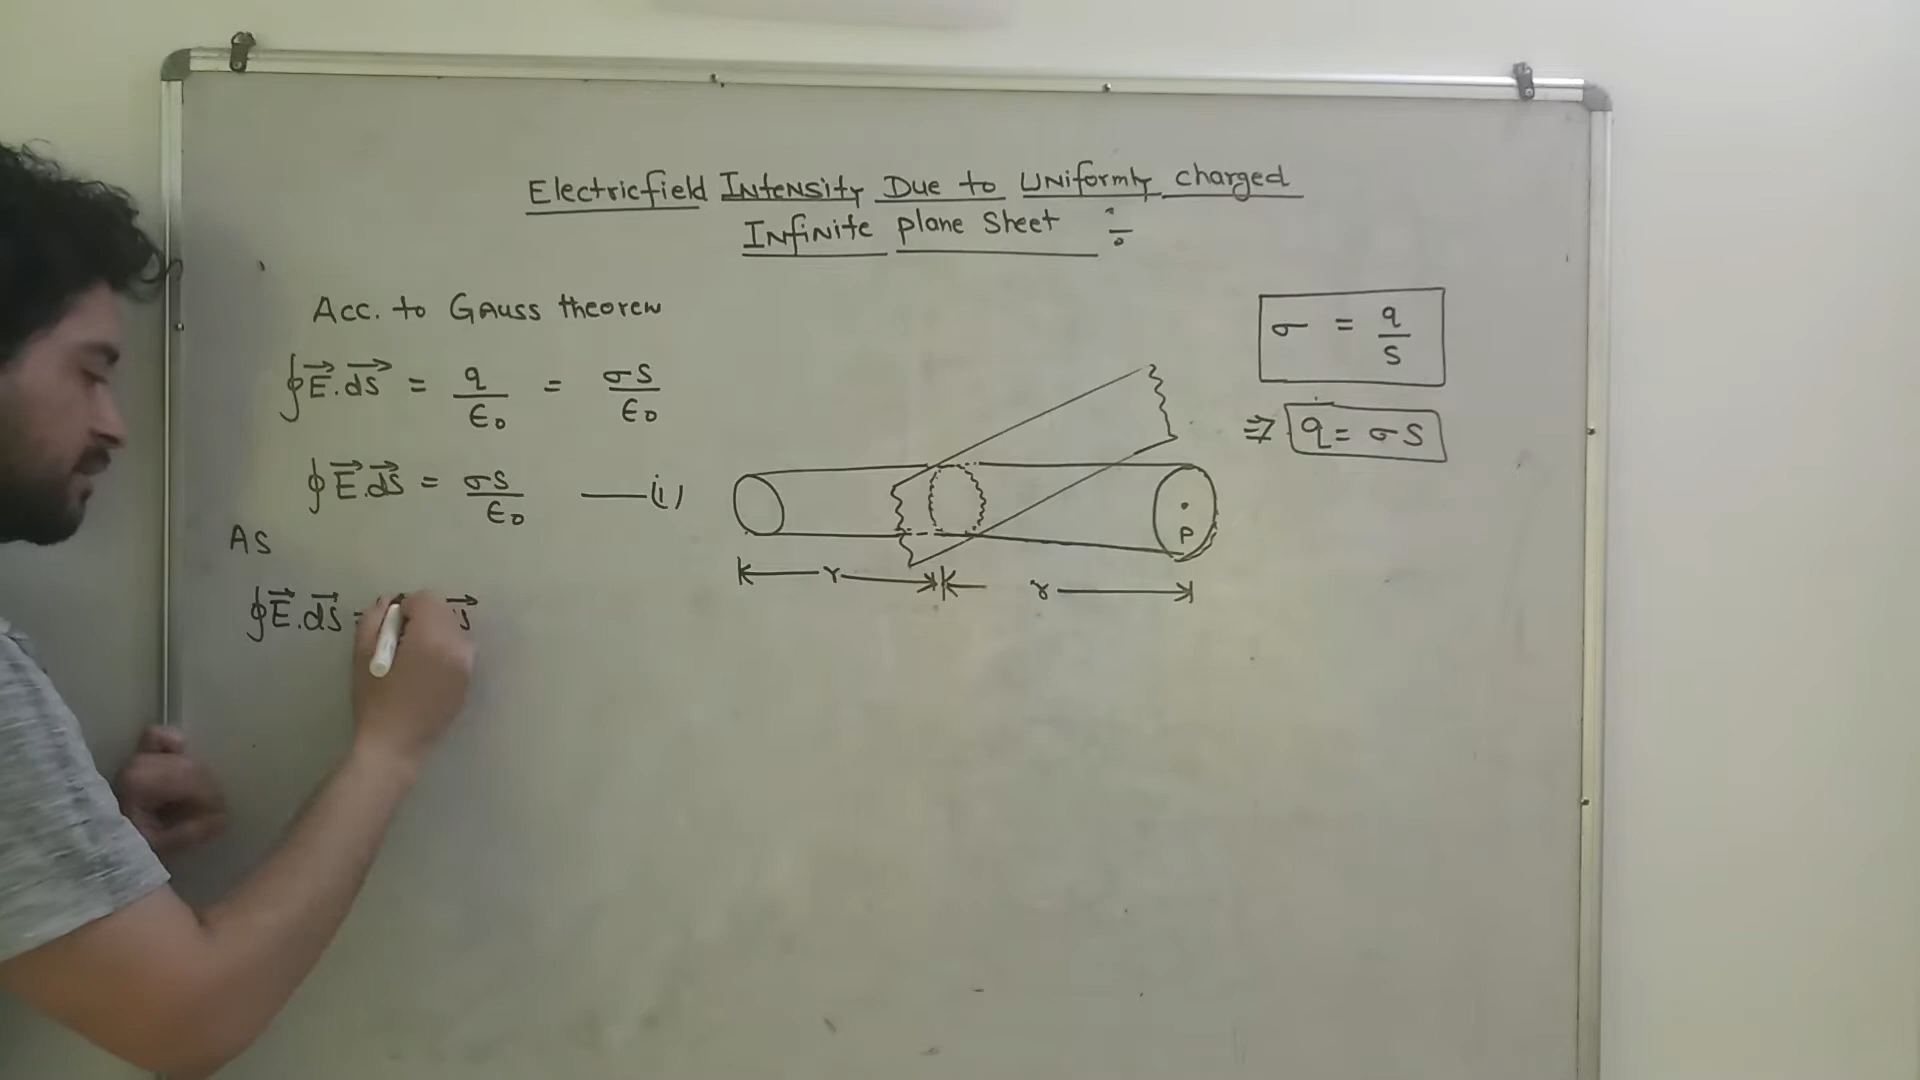 Electricfield Intensity Due to Uniformly charged
Infinite plane Sheet ÷
Acc. to Gauss theorem
∮E⃗.dS⃗ = q/ε₀ = σS/ε₀
∮E⃗.dS⃗ = σS/ε₀ ——(i)
As
∮E⃗.dS⃗ =
σ = q/S
⇒ q = σS
P
r
r